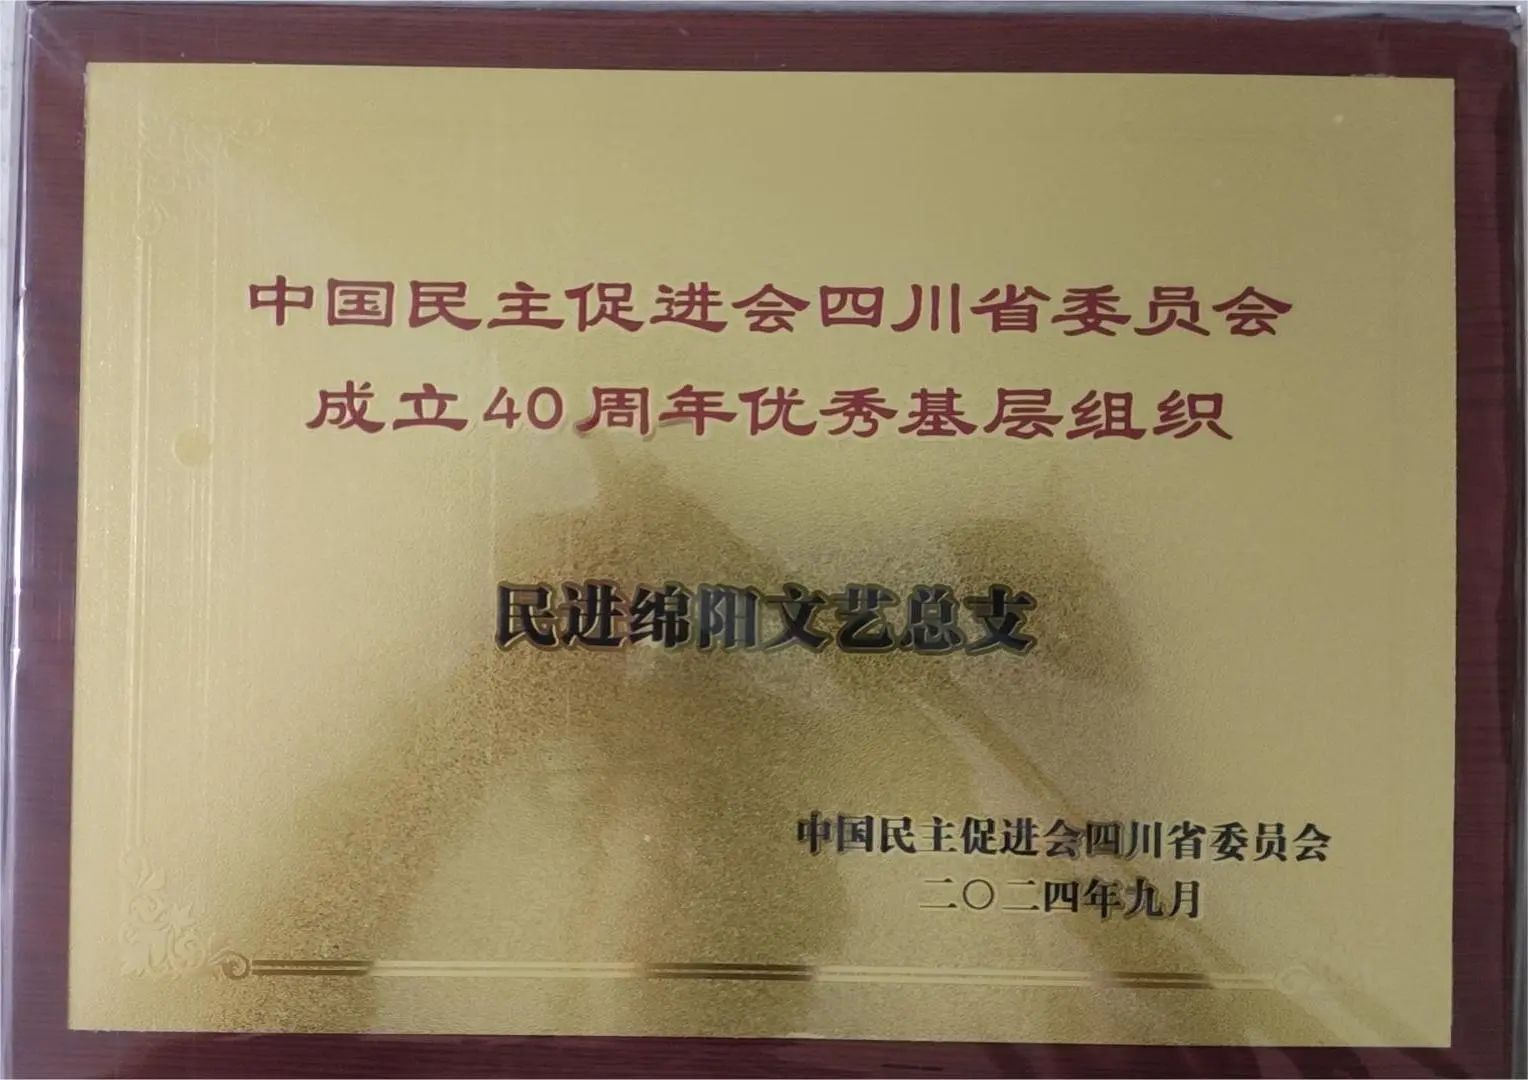 中国民主促进会四川省委员会
成立40周年优秀基层组织
民进绵阳文艺总支
中国民主促进会四川省委员会
二〇二四年九月